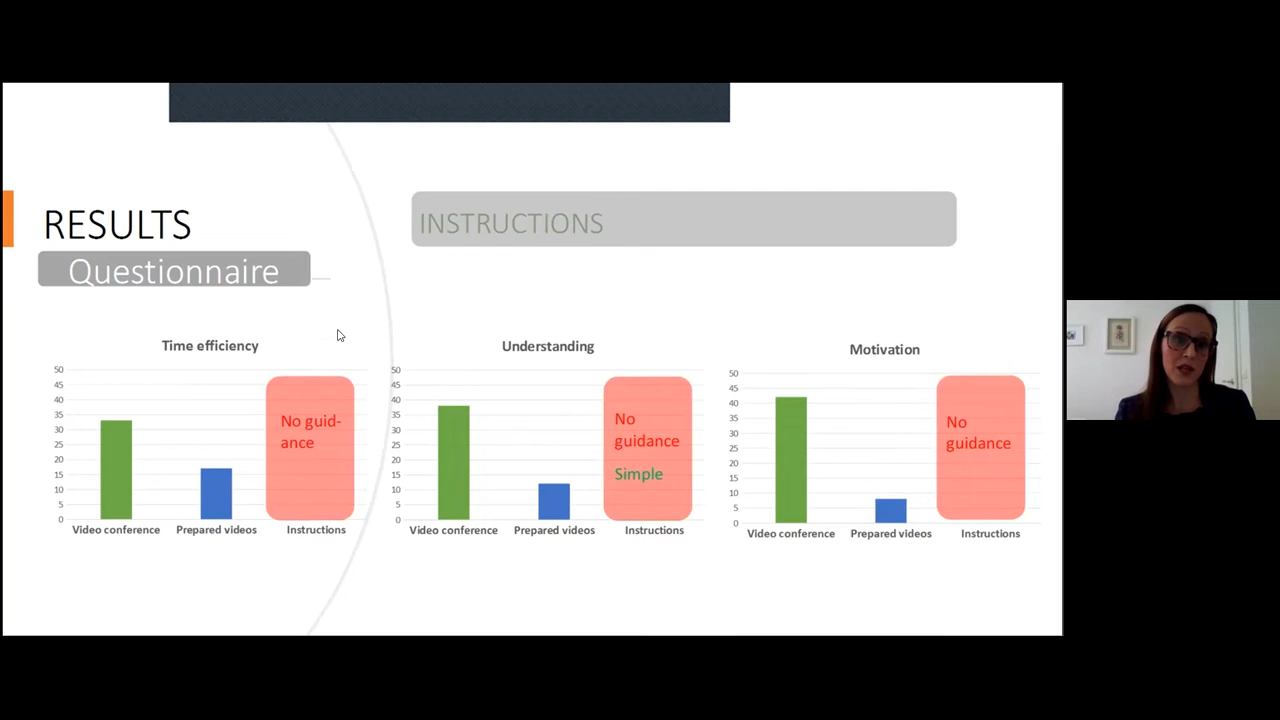 RESULTS
Questionnaire
INSTRUCTIONS
Time efficiency
50
45
40
35
30
25
20
15
10
5
0
No guid-
ance
Video conference Prepared videos Instructions
Understanding
50
45
40
35
30
25
20
15
10
5
0
No
guidance
Simple
Video conference Prepared videos Instructions
Motivation
50
45
40
35
30
25
20
15
10
5
0
No
guidance
Video conference Prepared videos Instructions